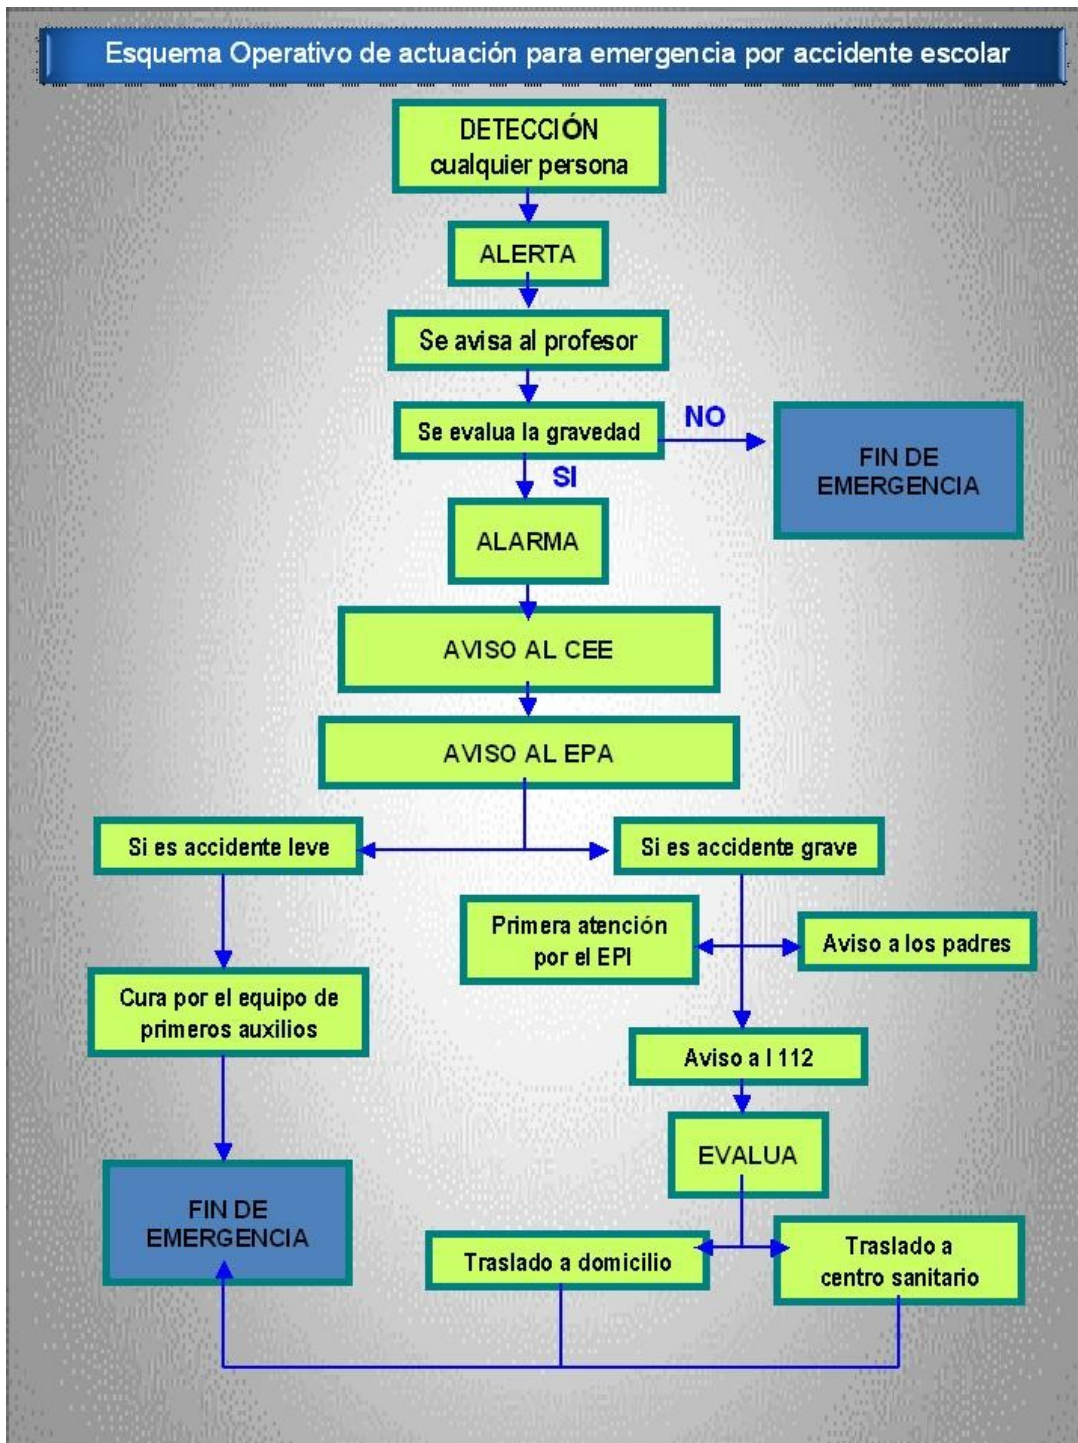 Esquema Operativo de actuación para emergencia por accidente escolar
DETECCIÓN
cualquier persona
ALERTA
Se avisa al profesor
Se evalua la gravedad
NO
FIN DE
EMERGENCIA
SI
ALARMA
AVISO AL CEE
AVISO AL EPA
Si es accidente leve
Si es accidente grave
Primera atención
por el EPI
Aviso a los padres
Cura por el equipo de
primeros auxilios
Aviso a l 112
EVALUA
FIN DE
EMERGENCIA
Traslado a domicilio
Traslado a
centro sanitario